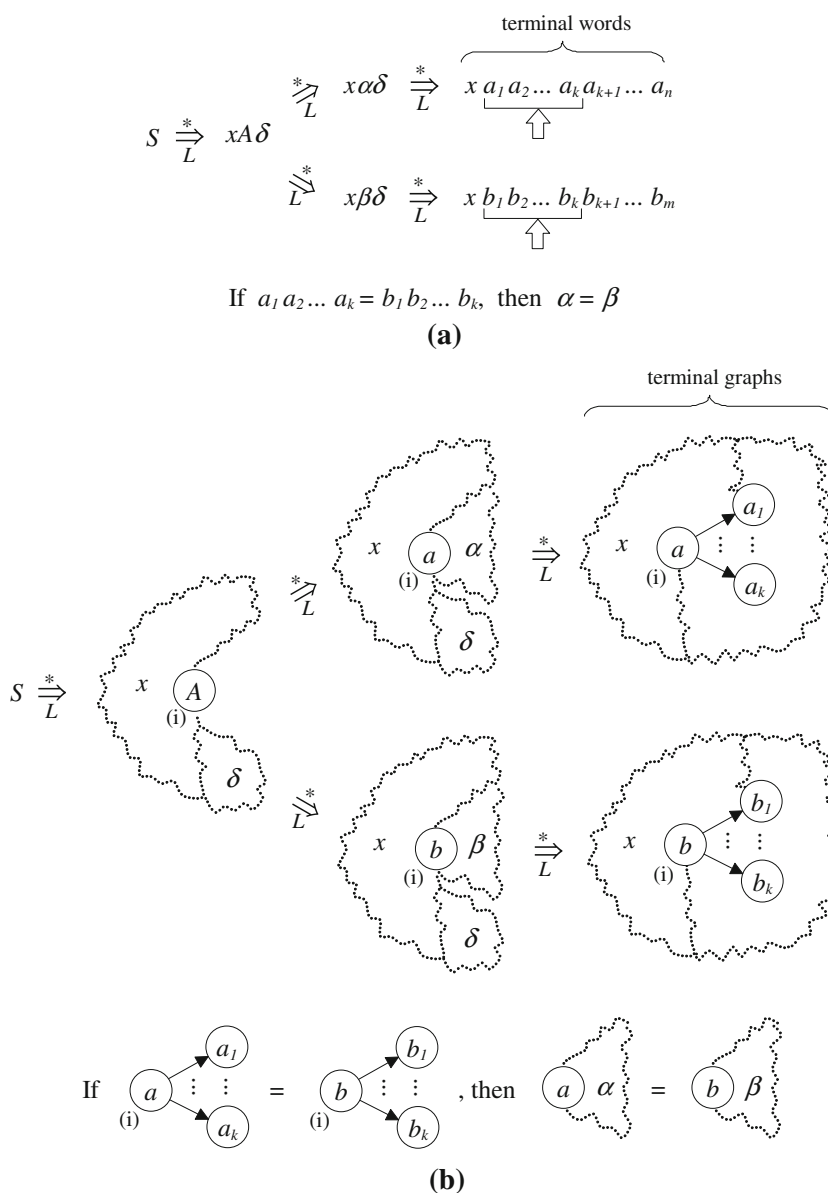 terminal words
* xαδ * x a1 a2 ... ak ak+1 ... an
L L
S * xAδ
L
* xβδ * x b1 b2 ... bk bk+1 ... bm
L L
If a1 a2 ... ak = b1 b2 ... bk, then α = β
(a)
terminal graphs
x a α (i) δ
* L
x a (i) a1 ⋮ ⋮ ak
* L
S * L
x A (i) δ
* L
x b β (i) δ
* L
x b (i) b1 ⋮ ⋮ bk
If a (i) a1 ⋮ ⋮ ak = b (i) b1 ⋮ ⋮ bk , then a α = b β
(b)